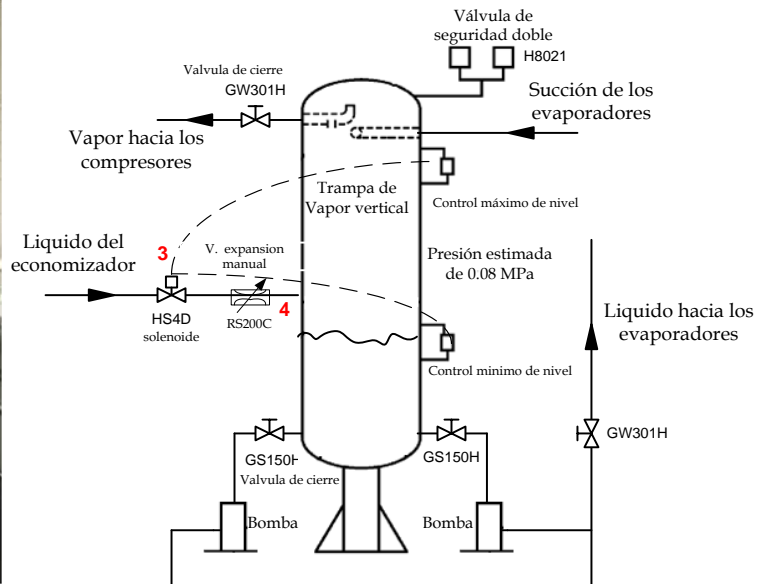 Válvula de
seguridad doble
H8021
Valvula de cierre
GW301H
Succión de los
evaporadores
Vapor hacia los
compresores
Trampa de
Vapor vertical
Control máximo de nivel
Liquido del
economizador
3
V. expansion
manual
Presión estimada
de 0.08 MPa
4
HS4D
solenoide
RS200C
Liquido hacia los
evaporadores
Control minimo de nivel
GS150H
GS150H
GW301H
Valvula de cierre
Bomba
Bomba